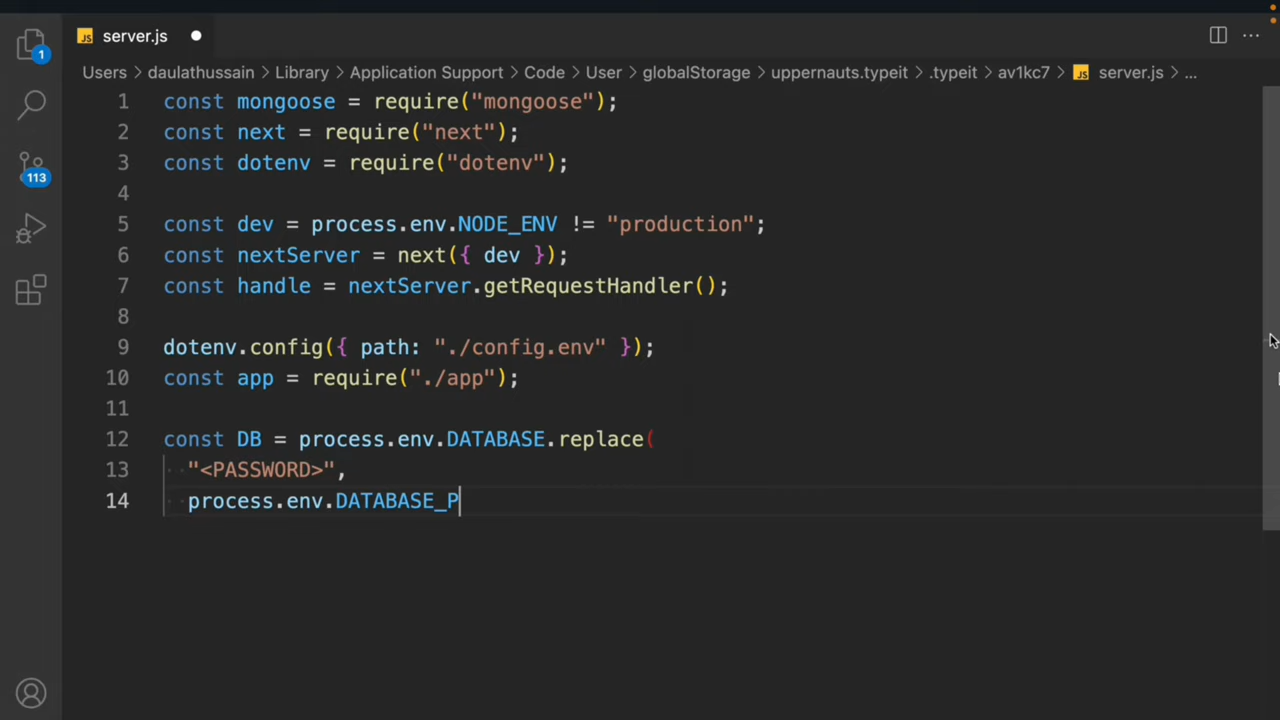 JS server.js
1
Users > daulathussain > Library > Application Support > Code > User > globalStorage > uppernauts.typeit > .typeit > av1kc7 > JS server.js > ...
113
1 const mongoose = require("mongoose");
2 const next = require("next");
3 const dotenv = require("dotenv");
4
5 const dev = process.env.NODE_ENV != "production";
6 const nextServer = next({ dev });
7 const handle = nextServer.getRequestHandler();
8
9 dotenv.config({ path: "./config.env" });
10 const app = require("./app");
11
12 const DB = process.env.DATABASE.replace(
13 "<PASSWORD>",
14 process.env.DATABASE_P